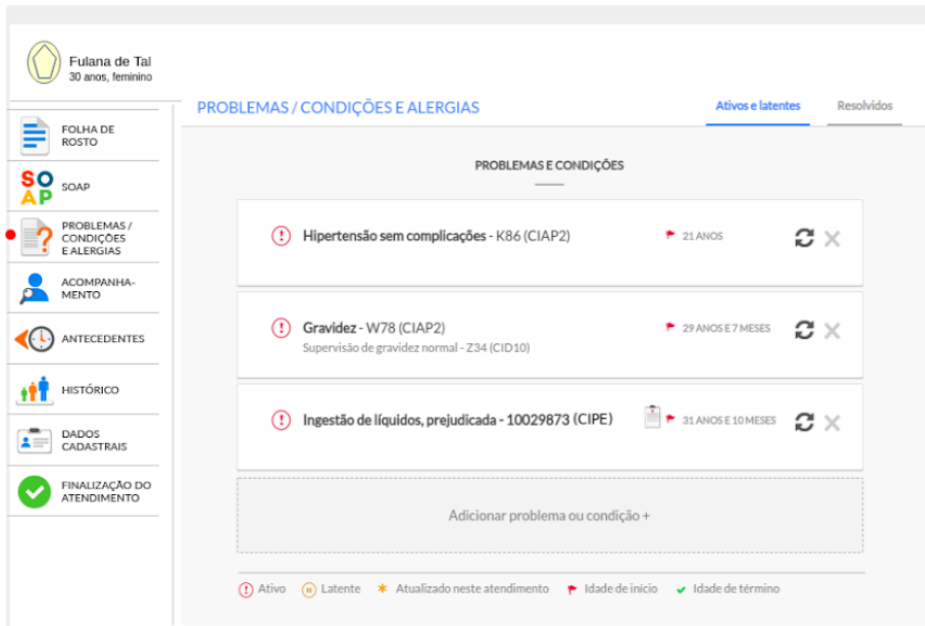 Fulana de Tal
30 anos, feminino
PROBLEMAS / CONDIÇÕES E ALERGIAS
Ativos e latentes
Resolvidos
FOLHA DE
ROSTO
SOAP
SOAP
PROBLEMAS /
CONDIÇÕES
E ALERGIAS
ACOMPANHA-
MENTO
ANTECEDENTES
HISTÓRICO
DADOS
CADASTRAIS
FINALIZAÇÃO DO
ATENDIMENTO
PROBLEMAS E CONDIÇÕES
Hipertensão sem complicações - K86 (CIAP2) 21 ANOS
Gravidez - W78 (CIAP2) 29 ANOS E 7 MESES
Supervisão de gravidez normal - Z34 (CID10)
Ingestão de líquidos, prejudicada - 10029873 (CIPE) 31 ANOS E 10 MESES
Adicionar problema ou condição +
Ativo Latente Atualizado neste atendimento Idade de início Idade de término